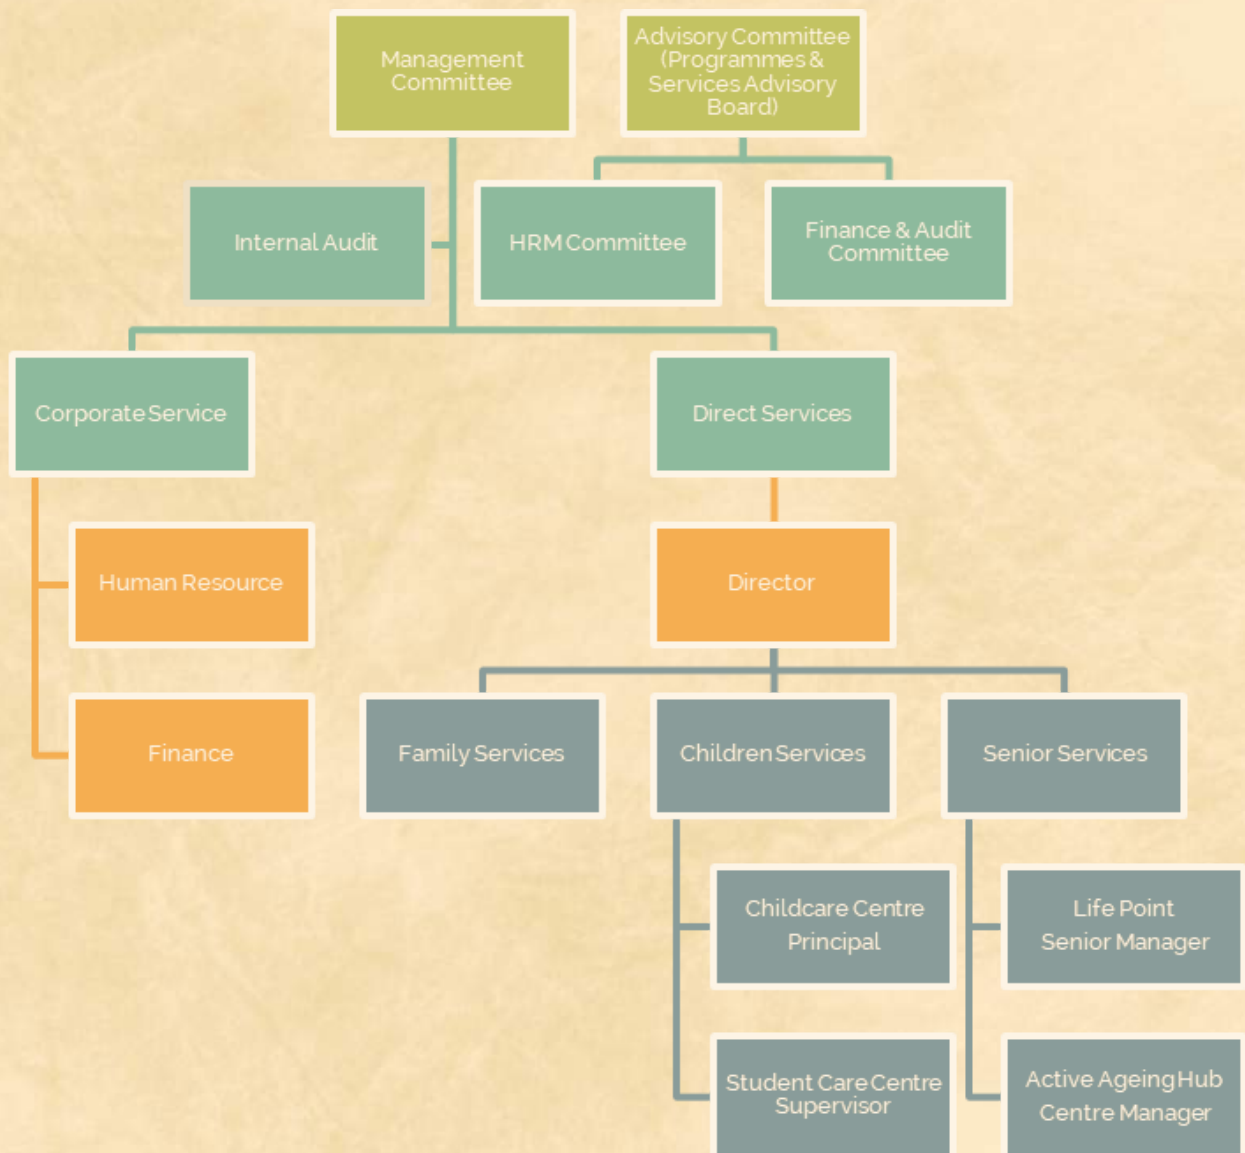 Management
Committee
Advisory Committee
(Programmes &
Services Advisory
Board)
Internal Audit
HRM Committee
Finance & Audit
Committee
Corporate Service
Direct Services
Human Resource
Director
Finance
Family Services
Children Services
Senior Services
Childcare Centre
Principal
Life Point
Senior Manager
Student Care Centre
Supervisor
Active Ageing Hub
Centre Manager